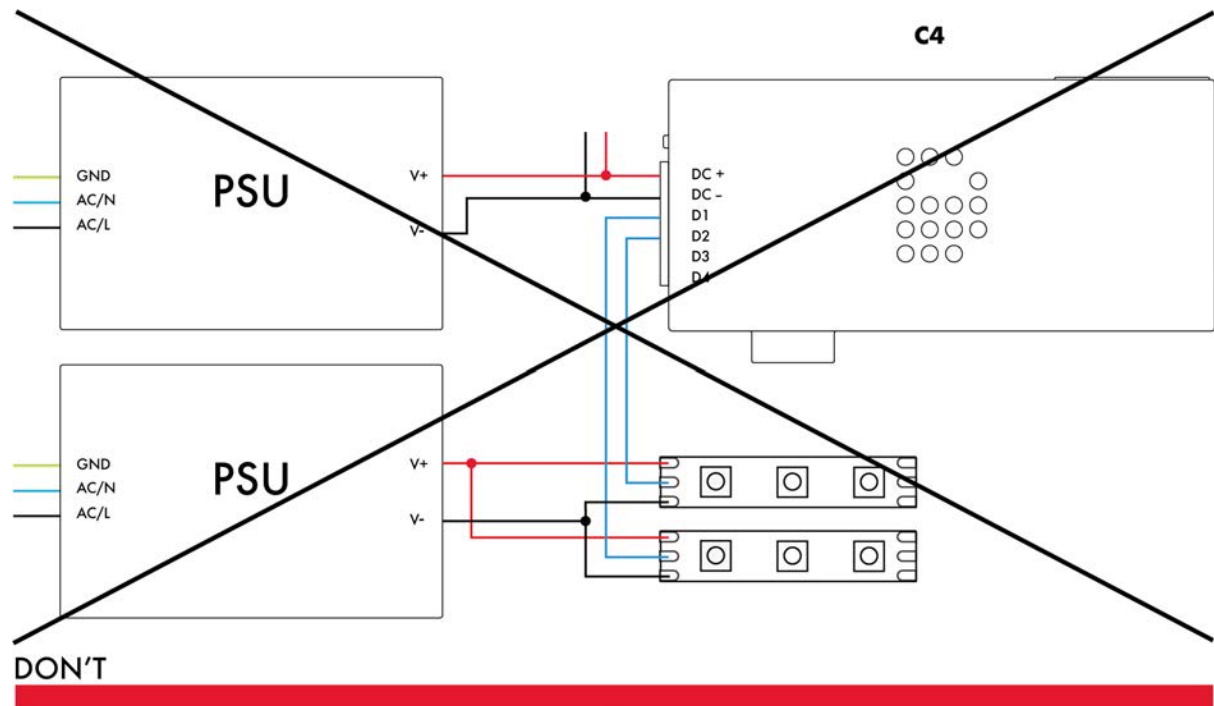 C4
GND
AC/N
AC/L
PSU
V+
V-
DC +
DC –
D1
D2
D3
D4
GND
AC/N
AC/L
PSU
V+
V-
DON'T